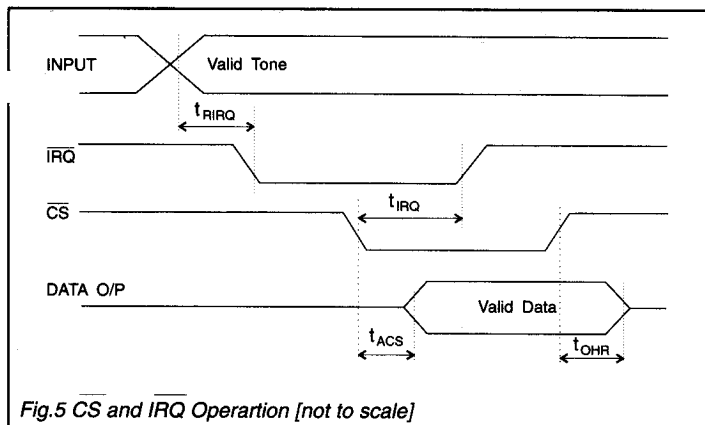 INPUT
Valid Tone
tRIRQ
IRQ
tIRQ
CS
DATA O/P
Valid Data
tACS
tOHR
Fig.5 CS and IRQ Operartion [not to scale]